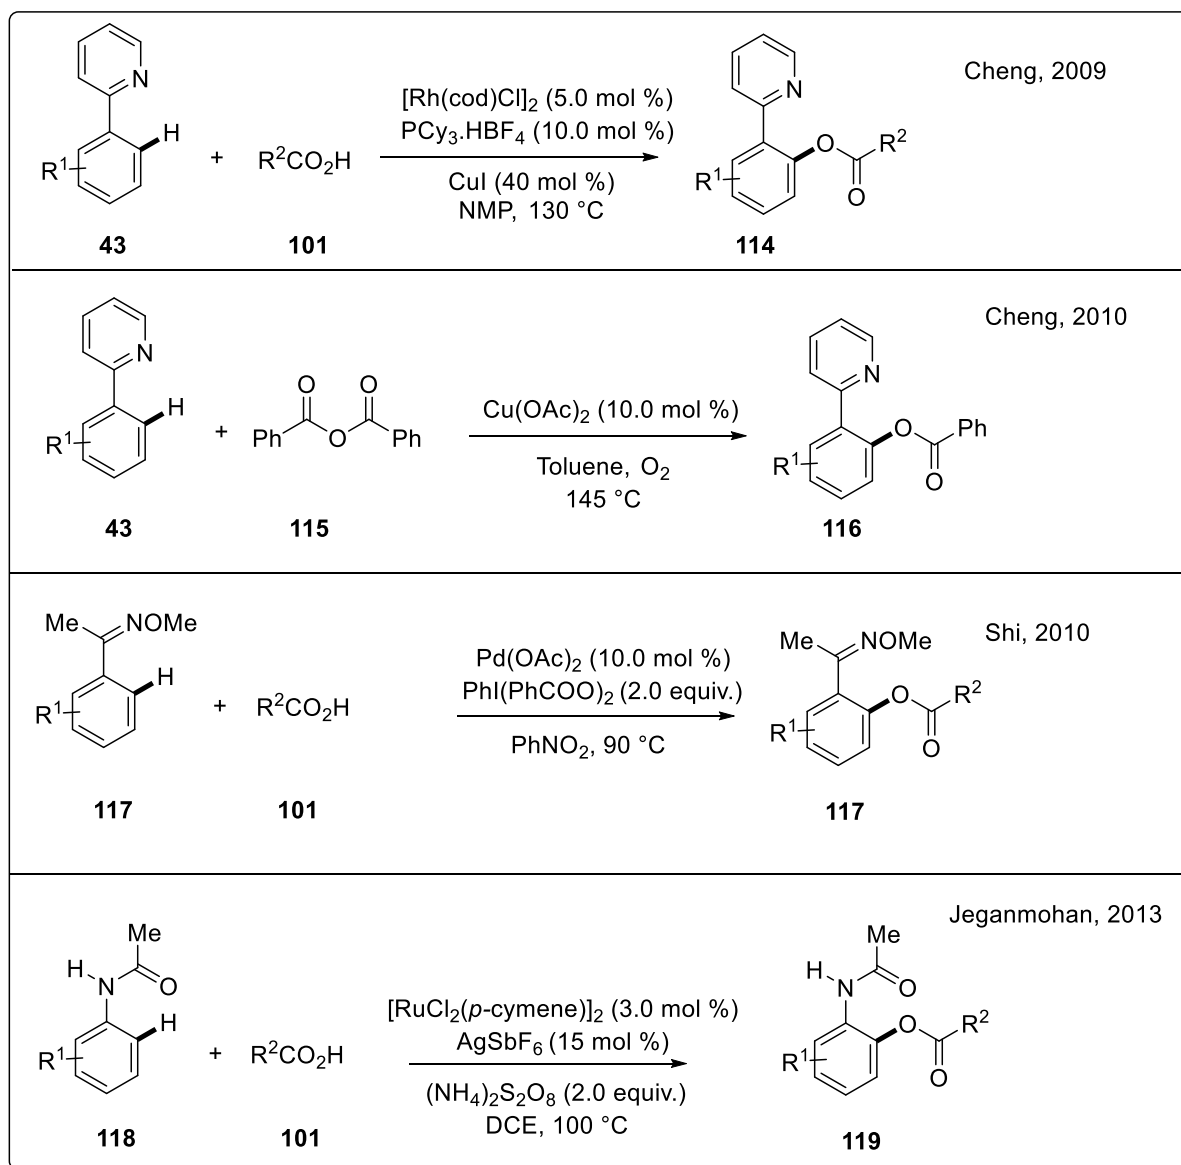 Cheng, 2009
N
H
R¹
+
R²CO₂H
[Rh(cod)Cl]₂ (5.0 mol %)
PCy₃.HBF₄ (10.0 mol %)
CuI (40 mol %)
NMP, 130 °C
N
O
R²
O
R¹
43
101
114
Cheng, 2010
N
H
R¹
+
O O
Ph O Ph
Cu(OAc)₂ (10.0 mol %)
Toluene, O₂
145 °C
N
O
Ph
O
R¹
43
115
116
Shi, 2010
Me
NOMe
H
R¹
+
R²CO₂H
Pd(OAc)₂ (10.0 mol %)
PhI(PhCOO)₂ (2.0 equiv.)
PhNO₂, 90 °C
Me
NOMe
O
R²
O
R¹
117
101
117
Jeganmohan, 2013
Me
H
N
O
H
R¹
+
R²CO₂H
[RuCl₂(p-cymene)]₂ (3.0 mol %)
AgSbF₆ (15 mol %)
(NH₄)₂S₂O₈ (2.0 equiv.)
DCE, 100 °C
Me
H
N
O
O
R²
O
R¹
118
101
119